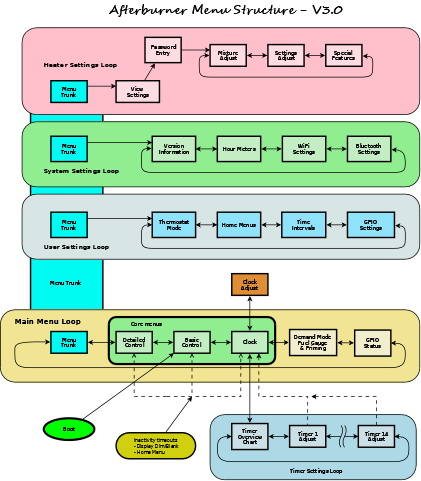 Afterburner Menu Structure - V3.0
Password
Entry
Mixture
Adjust
Settings
Adjust
Special
Features
Heater Settings Loop
Menu
Trunk
View
Settings
Menu
Trunk
Version
Information
Hour Meters
WiFi
Settings
Bluetooth
Settings
System Settings Loop
Menu
Trunk
Thermostat
Mode
Home Menus
Time
Intervals
GPIO
Settings
User Settings Loop
Menu Trunk
Clock
Adjust
Main Menu Loop
Core menus
Menu
Trunk
Detailed
Control
Basic
Control
Clock
Demand Mode
Fuel Gauge
& Priming
GPIO
Status
Boot
Inactivity timeouts
- Display Dim/Blank
- Home Menu
Timer
Overview
Chart
Timer 1
Adjust
Timer 14
Adjust
Timer Settings Loop